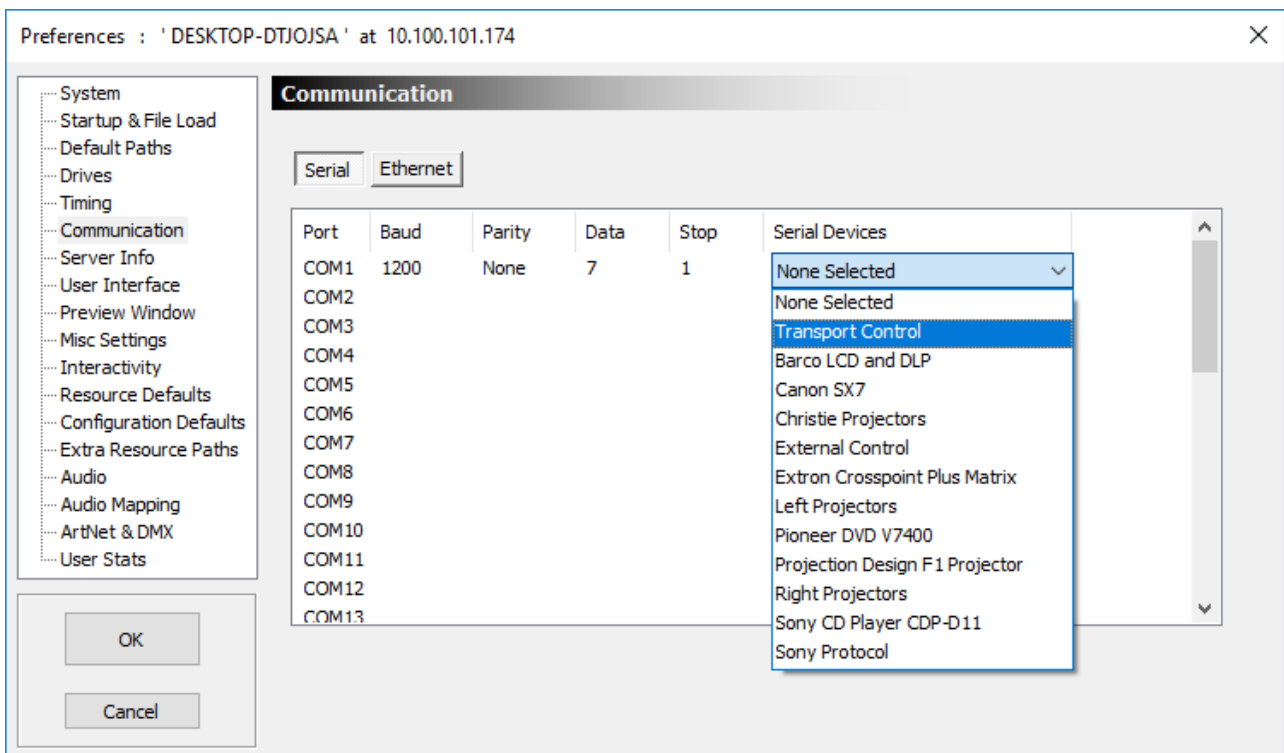 Preferences : ' DESKTOP-DTJOJSA ' at 10.100.101.174
System
Startup & File Load
Default Paths
Drives
Timing
Communication
Server Info
User Interface
Preview Window
Misc Settings
Interactivity
Resource Defaults
Configuration Defaults
Extra Resource Paths
Audio
Audio Mapping
ArtNet & DMX
User Stats
OK
Cancel
Communication
Serial Ethernet
Port Baud Parity Data Stop Serial Devices
COM1 1200 None 7 1 None Selected
COM2
COM3
COM4
COM5
COM6
COM7
COM8
COM9
COM10
COM11
COM12
COM13
None Selected
Transport Control
Barco LCD and DLP
Canon SX7
Christie Projectors
External Control
Extron Crosspoint Plus Matrix
Left Projectors
Pioneer DVD V7400
Projection Design F1 Projector
Right Projectors
Sony CD Player CDP-D11
Sony Protocol